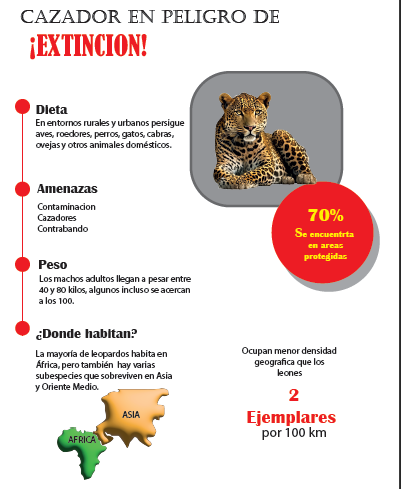 CAZADOR EN PELIGRO DE
¡EXTINCION!
Dieta
En entornos rurales y urbanos persigue
aves, roedores, perros, gatos, cabras,
ovejas y otros animales domésticos.
Amenazas
Contaminacion
Cazadores
Contrabando
70%
Se encuentrta
en areas
protegidas
Peso
Los machos adultos llegan a pesar entre
40 y 80 kilos, algunos incluso se acercan
a los 100.
¿Donde habitan?
La mayoría de leopardos habita en
África, pero también hay varias
subespecies que sobreviven en Asia
y Oriente Medio.
ASIA
AFRICA
Ocupan menor densidad
geografica que los
leones
2
Ejemplares
por 100 km